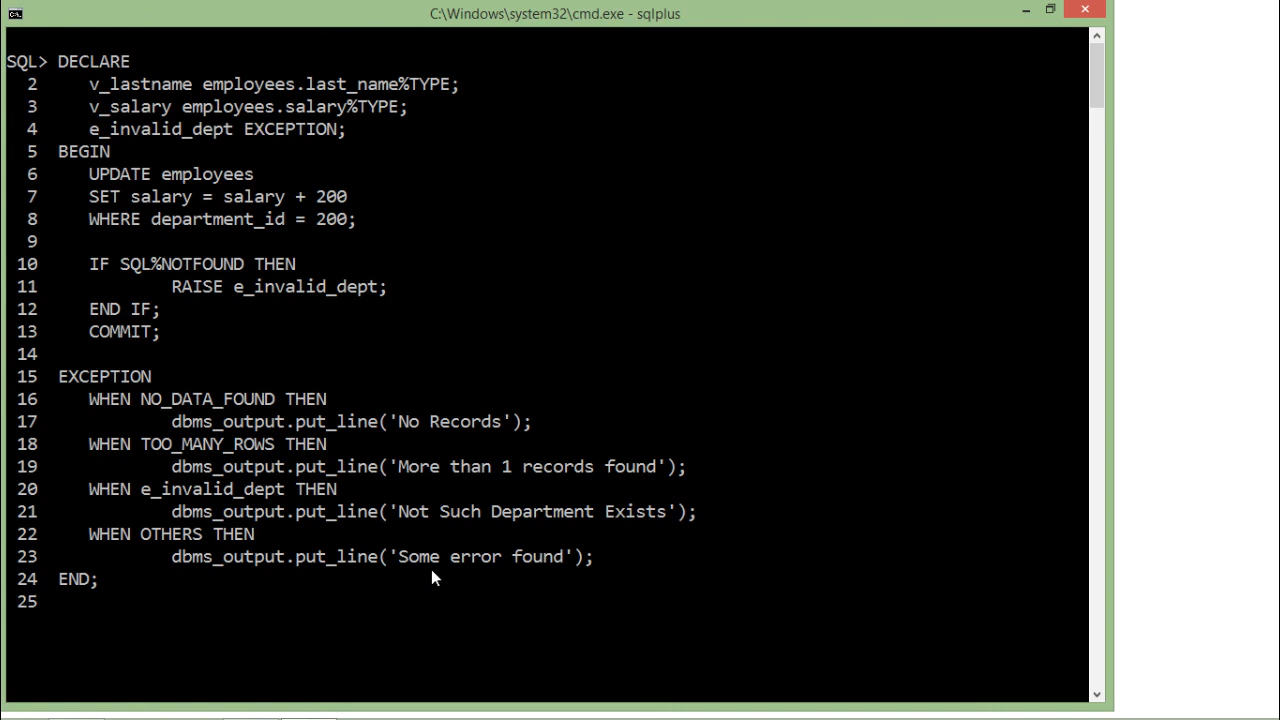 C:\Windows\system32\cmd.exe - sqlplus
SQL> DECLARE
2 v_lastname employees.last_name%TYPE;
3 v_salary employees.salary%TYPE;
4 e_invalid_dept EXCEPTION;
5 BEGIN
6 UPDATE employees
7 SET salary = salary + 200
8 WHERE department_id = 200;
9
10 IF SQL%NOTFOUND THEN
11 RAISE e_invalid_dept;
12 END IF;
13 COMMIT;
14
15 EXCEPTION
16 WHEN NO_DATA_FOUND THEN
17 dbms_output.put_line('No Records');
18 WHEN TOO_MANY_ROWS THEN
19 dbms_output.put_line('More than 1 records found');
20 WHEN e_invalid_dept THEN
21 dbms_output.put_line('Not Such Department Exists');
22 WHEN OTHERS THEN
23 dbms_output.put_line('Some error found');
24 END;
25